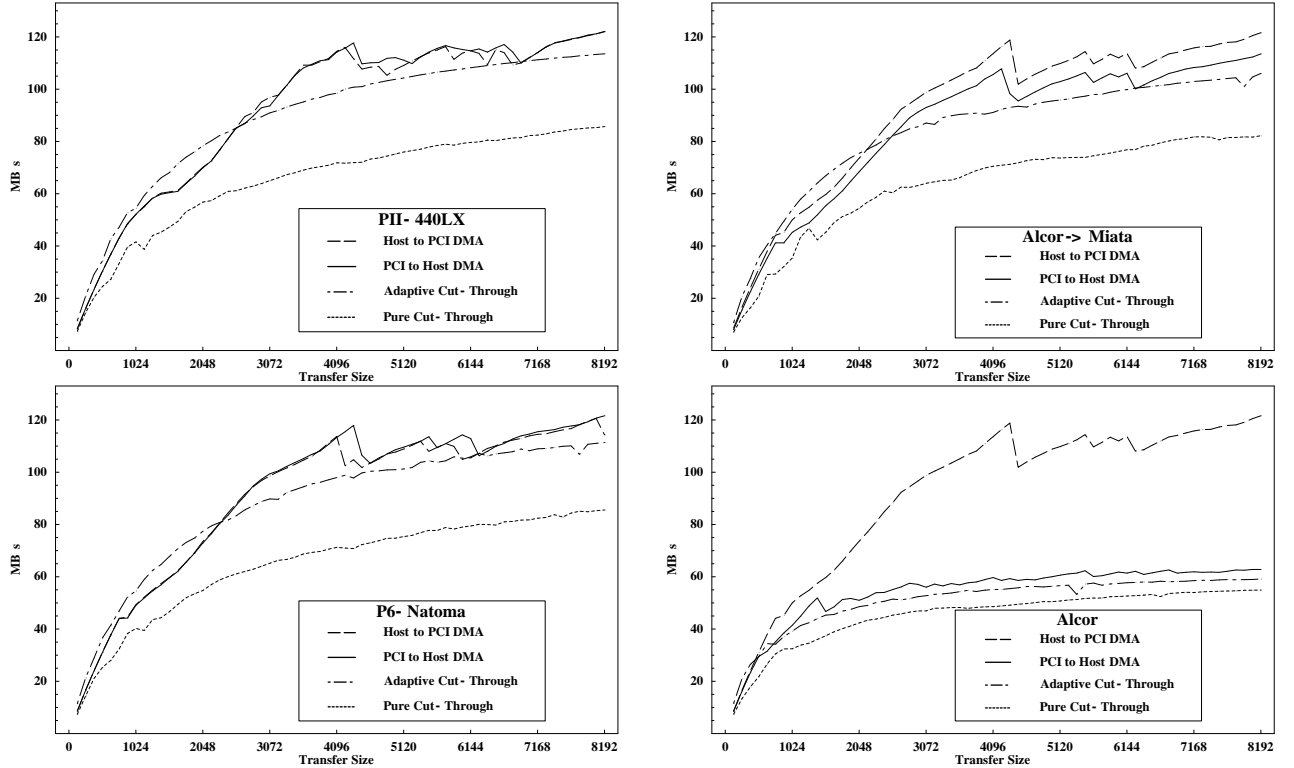 120
100
80
60
40
20
MB s
0 1024 2048 3072 4096 5120 6144 7168 8192
Transfer Size
PII- 440LX
Host to PCI DMA
PCI to Host DMA
Adaptive Cut- Through
Pure Cut- Through
120
100
80
60
40
20
MB s
0 1024 2048 3072 4096 5120 6144 7168 8192
Transfer Size
Alcor-> Miata
Host to PCI DMA
PCI to Host DMA
Adaptive Cut- Through
Pure Cut- Through
120
100
80
60
40
20
MB s
0 1024 2048 3072 4096 5120 6144 7168 8192
Transfer Size
P6- Natoma
Host to PCI DMA
PCI to Host DMA
Adaptive Cut- Through
Pure Cut- Through
120
100
80
60
40
20
MB s
0 1024 2048 3072 4096 5120 6144 7168 8192
Transfer Size
Alcor
Host to PCI DMA
PCI to Host DMA
Adaptive Cut- Through
Pure Cut- Through